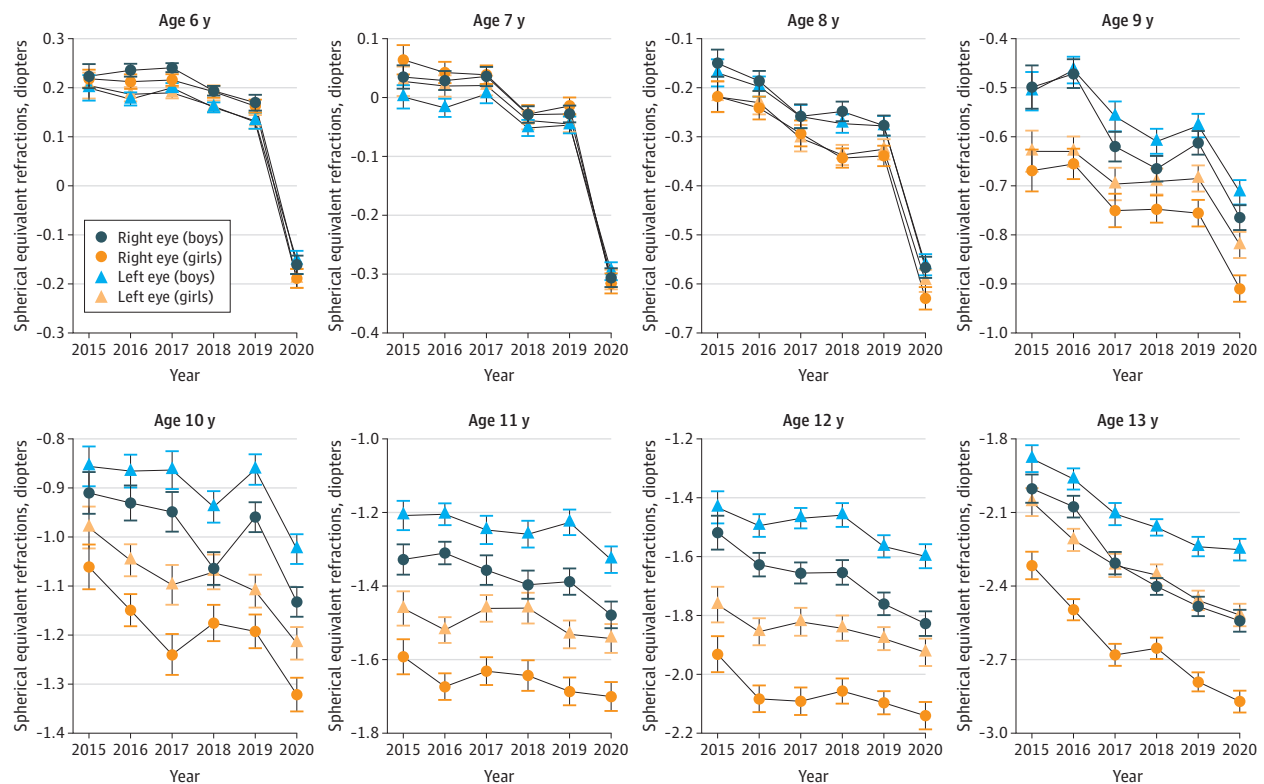 Age 6 y
Spherical equivalent refractions, diopters
0.3
0.2
0.1
0
-0.1
-0.2
-0.3
Right eye (boys)
Right eye (girls)
Left eye (boys)
Left eye (girls)
2015 2016 2017 2018 2019 2020
Year
Age 7 y
Spherical equivalent refractions, diopters
0.1
0
-0.1
-0.2
-0.3
-0.4
2015 2016 2017 2018 2019 2020
Year
Age 8 y
Spherical equivalent refractions, diopters
-0.1
-0.2
-0.3
-0.4
-0.5
-0.6
-0.7
2015 2016 2017 2018 2019 2020
Year
Age 9 y
Spherical equivalent refractions, diopters
-0.4
-0.5
-0.6
-0.7
-0.8
-0.9
-1.0
2015 2016 2017 2018 2019 2020
Year
Age 10 y
Spherical equivalent refractions, diopters
-0.8
-0.9
-1.0
-1.1
-1.2
-1.3
-1.4
2015 2016 2017 2018 2019 2020
Year
Age 11 y
Spherical equivalent refractions, diopters
-1.0
-1.2
-1.4
-1.6
-1.8
2015 2016 2017 2018 2019 2020
Year
Age 12 y
Spherical equivalent refractions, diopters
-1.2
-1.4
-1.6
-1.8
-2.0
-2.2
2015 2016 2017 2018 2019 2020
Year
Age 13 y
Spherical equivalent refractions, diopters
-1.8
-2.1
-2.4
-2.7
-3.0
2015 2016 2017 2018 2019 2020
Year